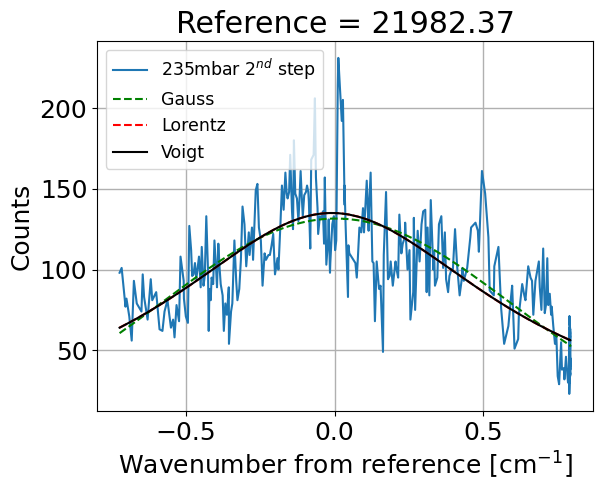 Reference = 21982.37
235mbar 2nd step
Gauss
Lorentz
Voigt
Counts
200
150
100
50
−0.5 0.0 0.5
Wavenumber from reference [cm−1]